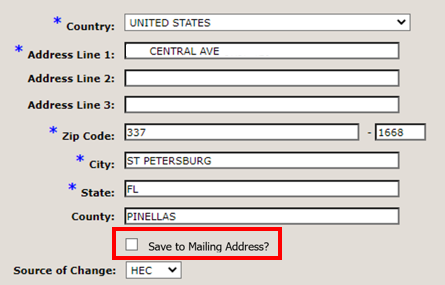 * Country: UNITED STATES
* Address Line 1: CENTRAL AVE
Address Line 2:
Address Line 3:
* Zip Code: 337 - 1668
* City: ST PETERSBURG
* State: FL
County: PINELLAS
Save to Mailing Address?
Source of Change: HEC